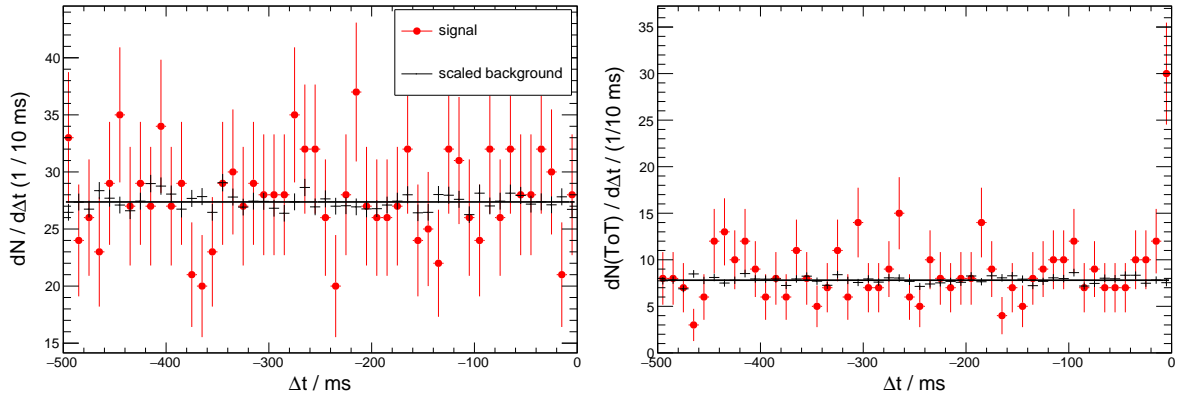 dN / dΔt (1 / 10 ms)
45
40
35
30
25
20
15
signal
scaled background
−500 −400 −300 −200 −100 0
Δt / ms
dN(ToT) / dΔt / (1/10 ms)
35
30
25
20
15
10
5
0
−500 −400 −300 −200 −100 0
Δt / ms